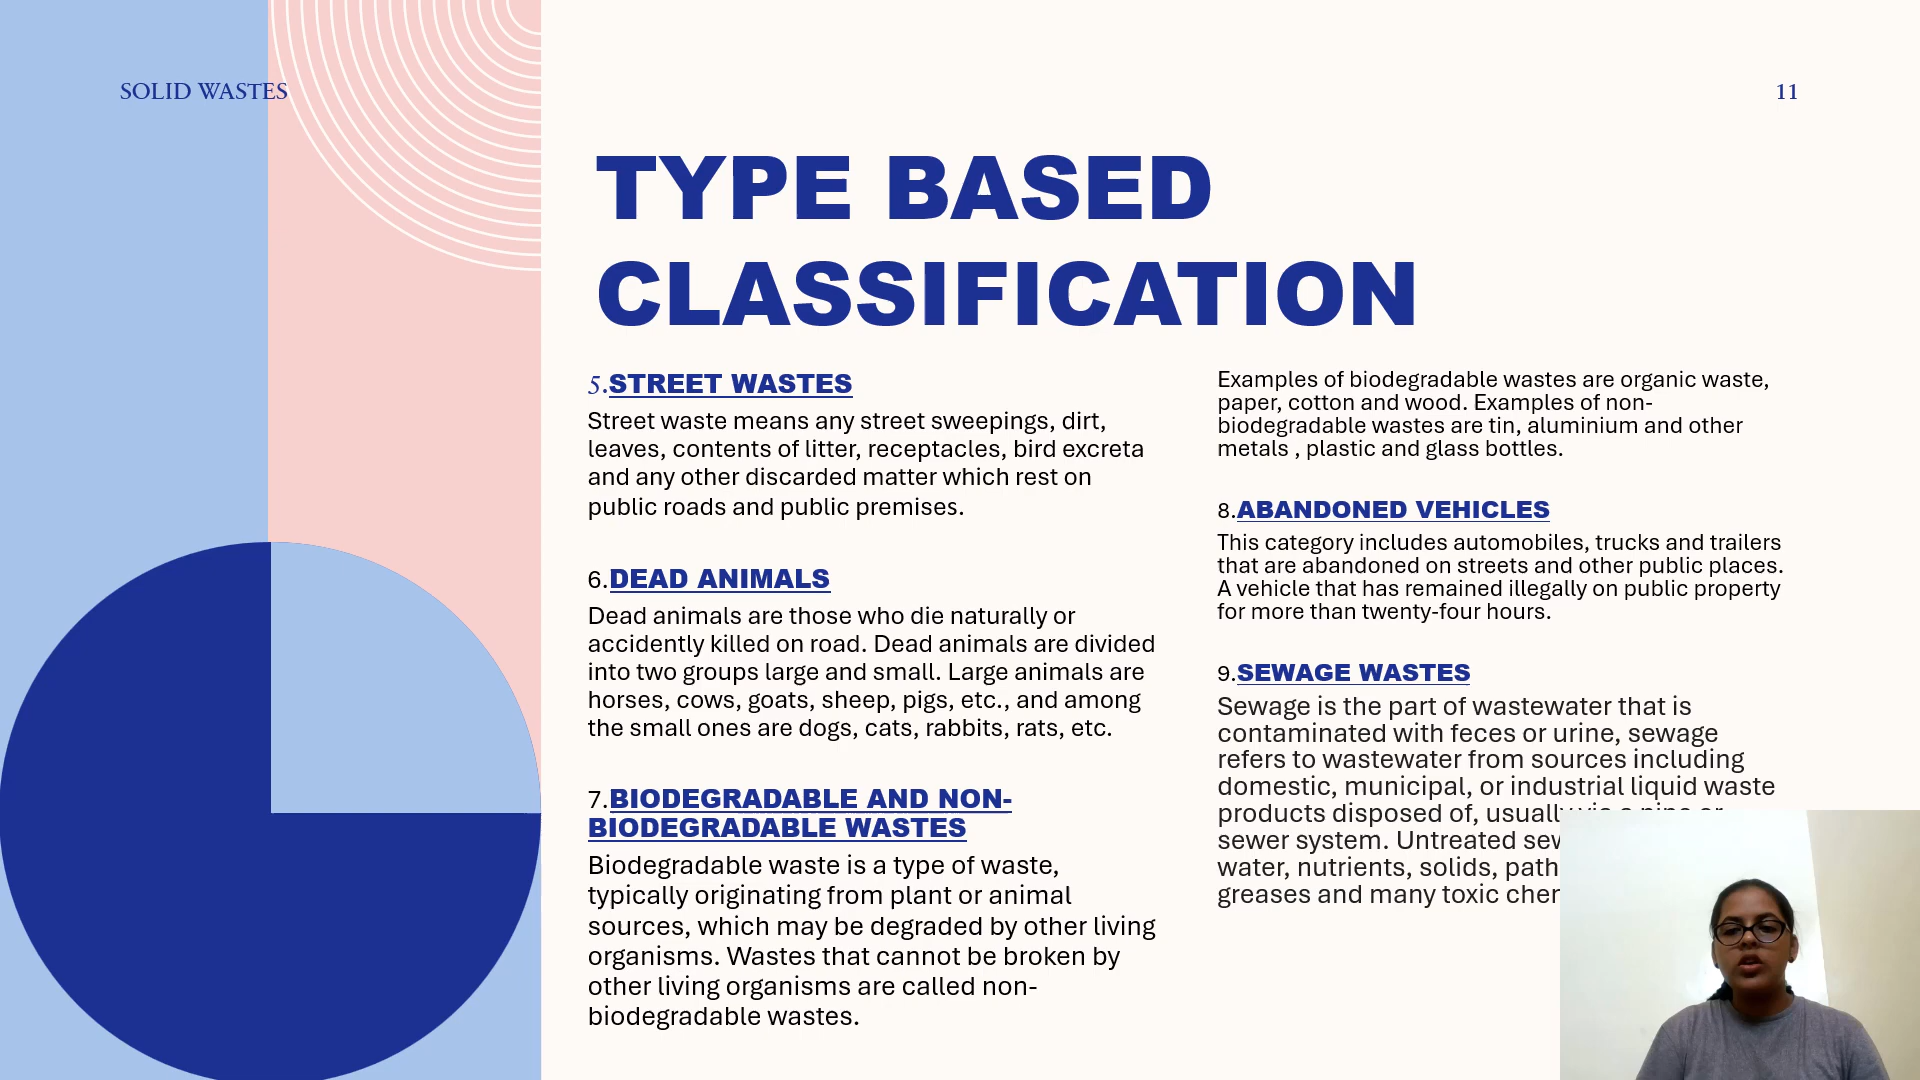 SOLID WASTES
11
TYPE BASED
CLASSIFICATION
5.STREET WASTES
Street waste means any street sweepings, dirt,
leaves, contents of litter, receptacles, bird excreta
and any other discarded matter which rest on
public roads and public premises.
6.DEAD ANIMALS
Dead animals are those who die naturally or
accidently killed on road. Dead animals are divided
into two groups large and small. Large animals are
horses, cows, goats, sheep, pigs, etc., and among
the small ones are dogs, cats, rabbits, rats, etc.
7.BIODEGRADABLE AND NON-
BIODEGRADABLE WASTES
Biodegradable waste is a type of waste,
typically originating from plant or animal
sources, which may be degraded by other living
organisms. Wastes that cannot be broken by
other living organisms are called non-
biodegradable wastes.
Examples of biodegradable wastes are organic waste,
paper, cotton and wood. Examples of non-
biodegradable wastes are tin, aluminium and other
metals , plastic and glass bottles.
8.ABANDONED VEHICLES
This category includes automobiles, trucks and trailers
that are abandoned on streets and other public places.
A vehicle that has remained illegally on public property
for more than twenty-four hours.
9.SEWAGE WASTES
Sewage is the part of wastewater that is
contaminated with feces or urine, sewage
refers to wastewater from sources including
domestic, municipal, or industrial liquid waste
products disposed of, usually via a pipe or
sewer system. Untreated
water, nutrients, solids,
greases and many toxic